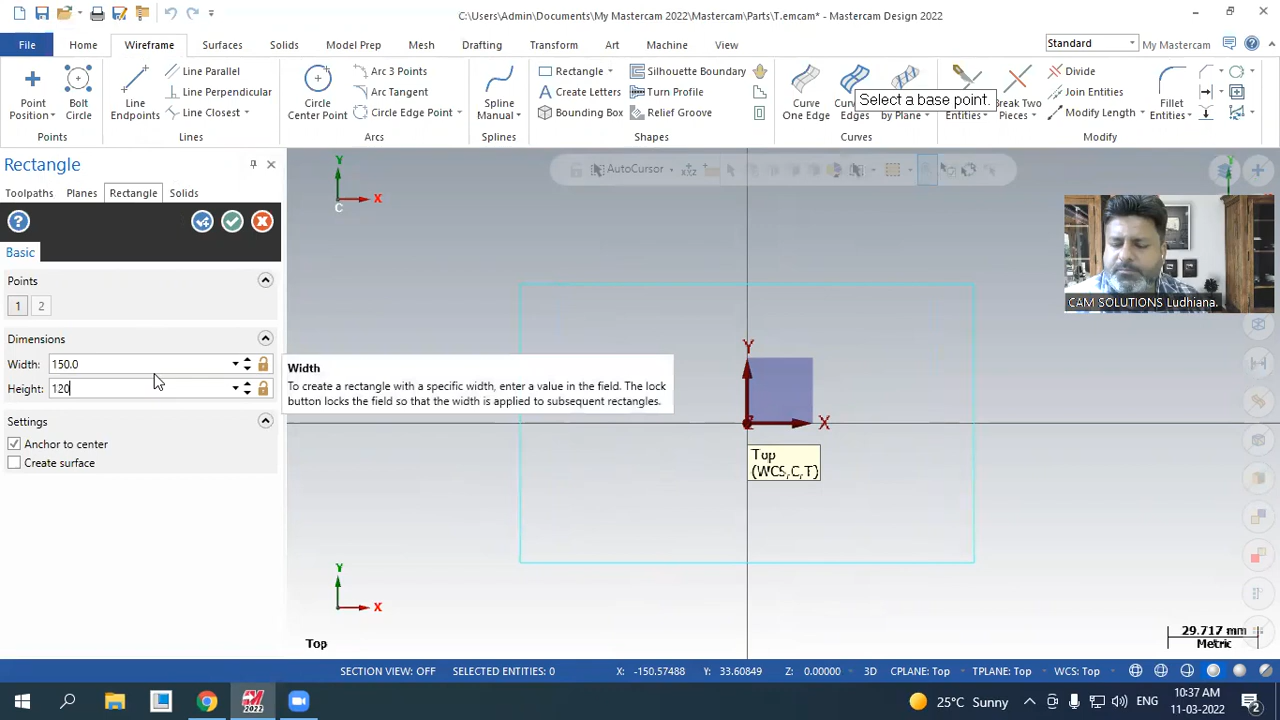 C:\Users\Admin\Documents\My Mastercam 2022\Mastercam\Parts\T.emcam* - Mastercam Design 2022
File Home Wireframe Surfaces Solids Model Prep Mesh Drafting Transform Art Machine View Standard My Mastercam
Point Position
Bolt Circle
Points
Line Endpoints
Line Parallel
Line Perpendicular
Line Closest
Lines
Circle Center Point
Arc 3 Points
Arc Tangent
Circle Edge Point
Arcs
Spline Manual
Splines
Rectangle
Create Letters
Bounding Box
Silhouette Boundary
Turn Profile
Relief Groove
Shapes
Curve One Edge
Select a base point.
by Plane
Curves
Entities
Break Two Pieces
Divide
Join Entities
Modify Length
Fillet Entities
Modify
Rectangle
Toolpaths Planes Rectangle Solids
Basic
Points
1 2
Dimensions
Width: 150.0
Height: 120
Settings
Anchor to center
Create surface
Width
To create a rectangle with a specific width, enter a value in the field. The lock
button locks the field so that the width is applied to subsequent rectangles.
AutoCursor
Y
X
C
Y
X
Z
Top
(WCS,C,T)
Y
X
Top
CAM SOLUTIONS Ludhiana.
29.717 mm
Metric
SECTION VIEW: OFF SELECTED ENTITIES: 0 X: -150.57488 Y: 33.60849 Z: 0.00000 3D CPLANE: Top TPLANE: Top WCS: Top
25°C Sunny ENG 10:37 AM
11-03-2022
2